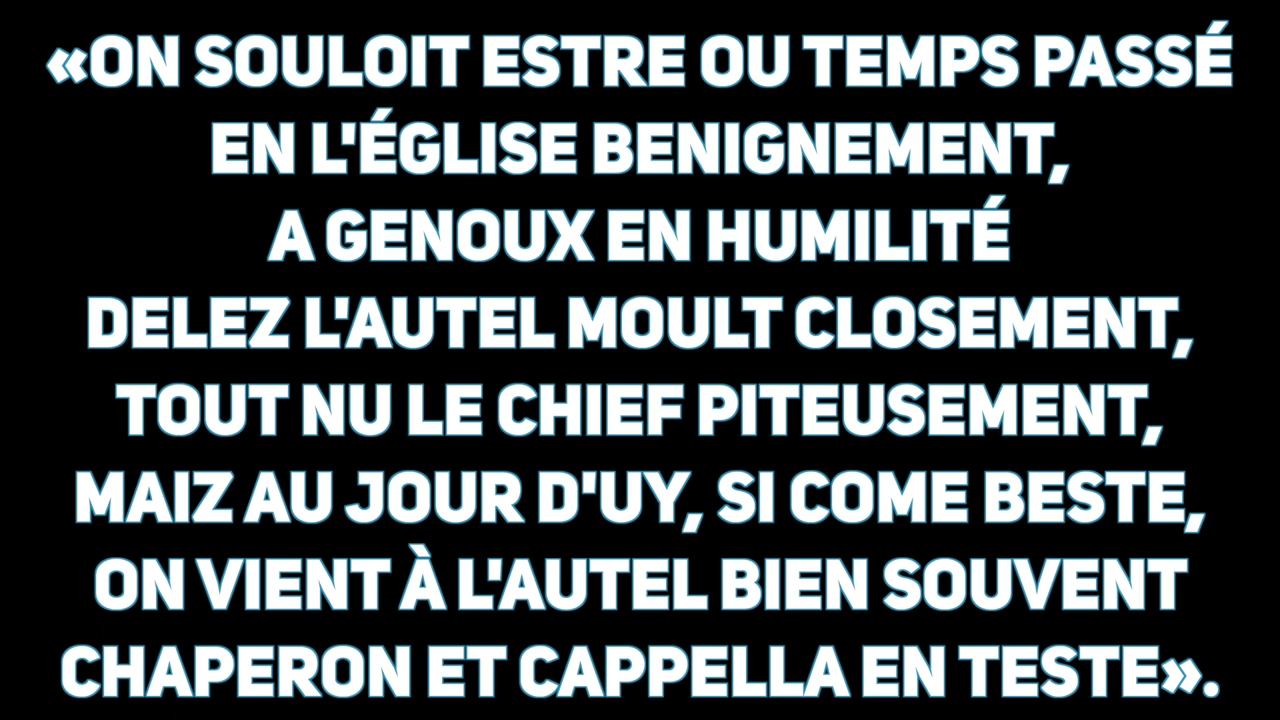 «ON SOULOIT ESTRE OU TEMPS PASSÉ
EN L'ÉGLISE BENIGNEMENT,
A GENOUX EN HUMILITÉ
DELEZ L'AUTEL MOULT CLOSEMENT,
TOUT NU LE CHIEF PITEUSEMENT,
MAIZ AU JOUR D'UY, SI COME BESTE,
ON VIENT À L'AUTEL BIEN SOUVENT
CHAPERON ET CAPPELLA EN TESTE».